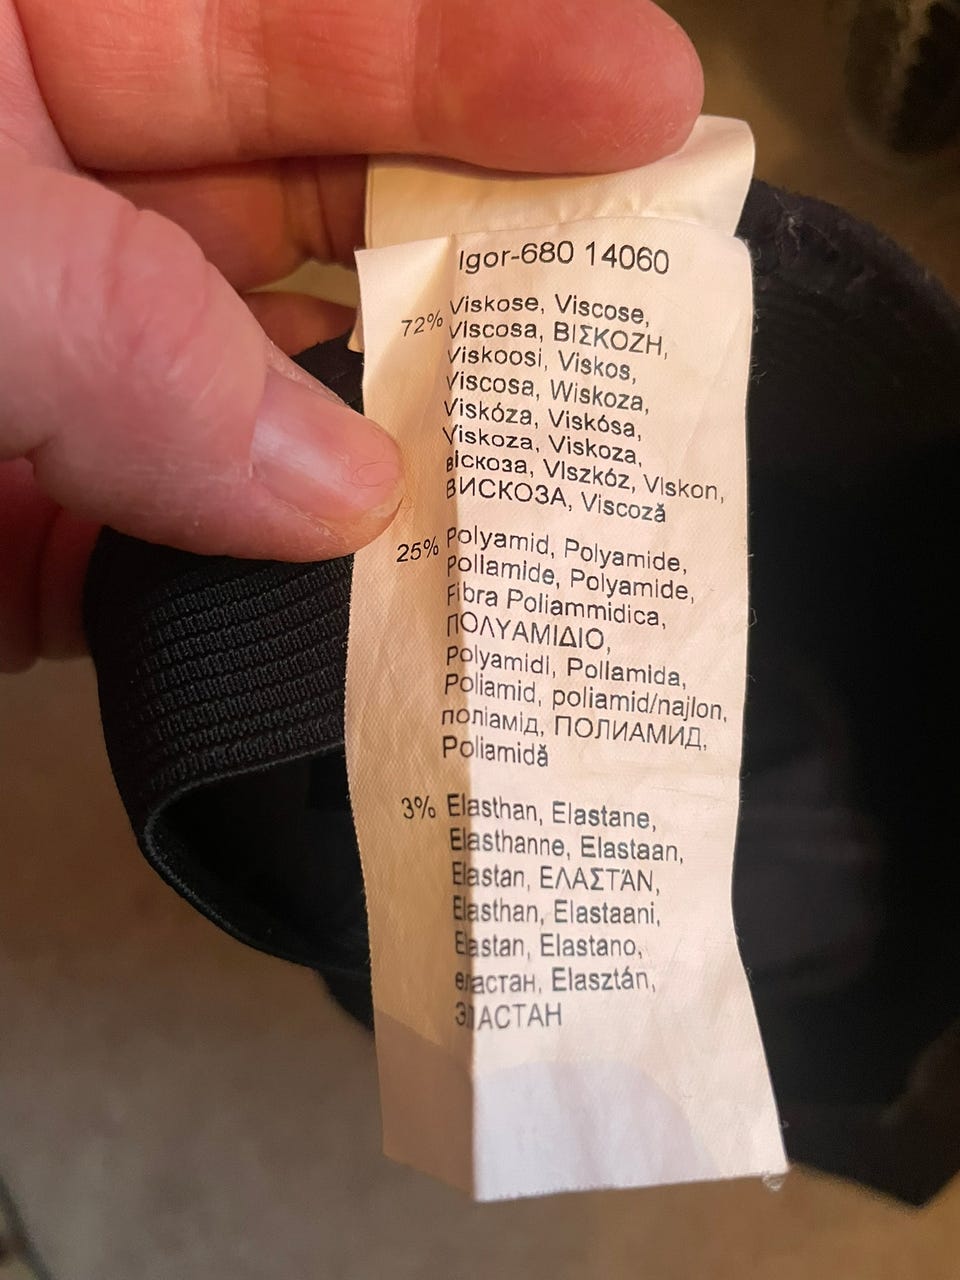 Igor-680 14060
72% Viskose, Viscose,
Viscosa, ΒΙΣΚΟΖΗ,
Viskoosi, Viskos,
Viscosa, Wiskoza,
Viskóza, Viskósa,
Viskoza, Viskoza,
віскоза, VIszkóz, VIskon,
ВИСКОЗА, Viscoză
25% Polyamid, Polyamide,
Pollamide, Polyamide,
Fibra Poliammidica,
ΠΟΛΥΑΜΙΔΙΟ,
Polyamidi, Pollamida,
Poliamid, poliamid/najlon,
поліамід, ПОЛИАМИД,
Poliamidă
3% Elasthan, Elastane,
Elasthanne, Elastaan,
Elastan, ΕΛΑΣΤΆΝ,
Elasthan, Elastaani,
Elastan, Elastano,
еластан, Elasztán,
ЭЛАСТАН